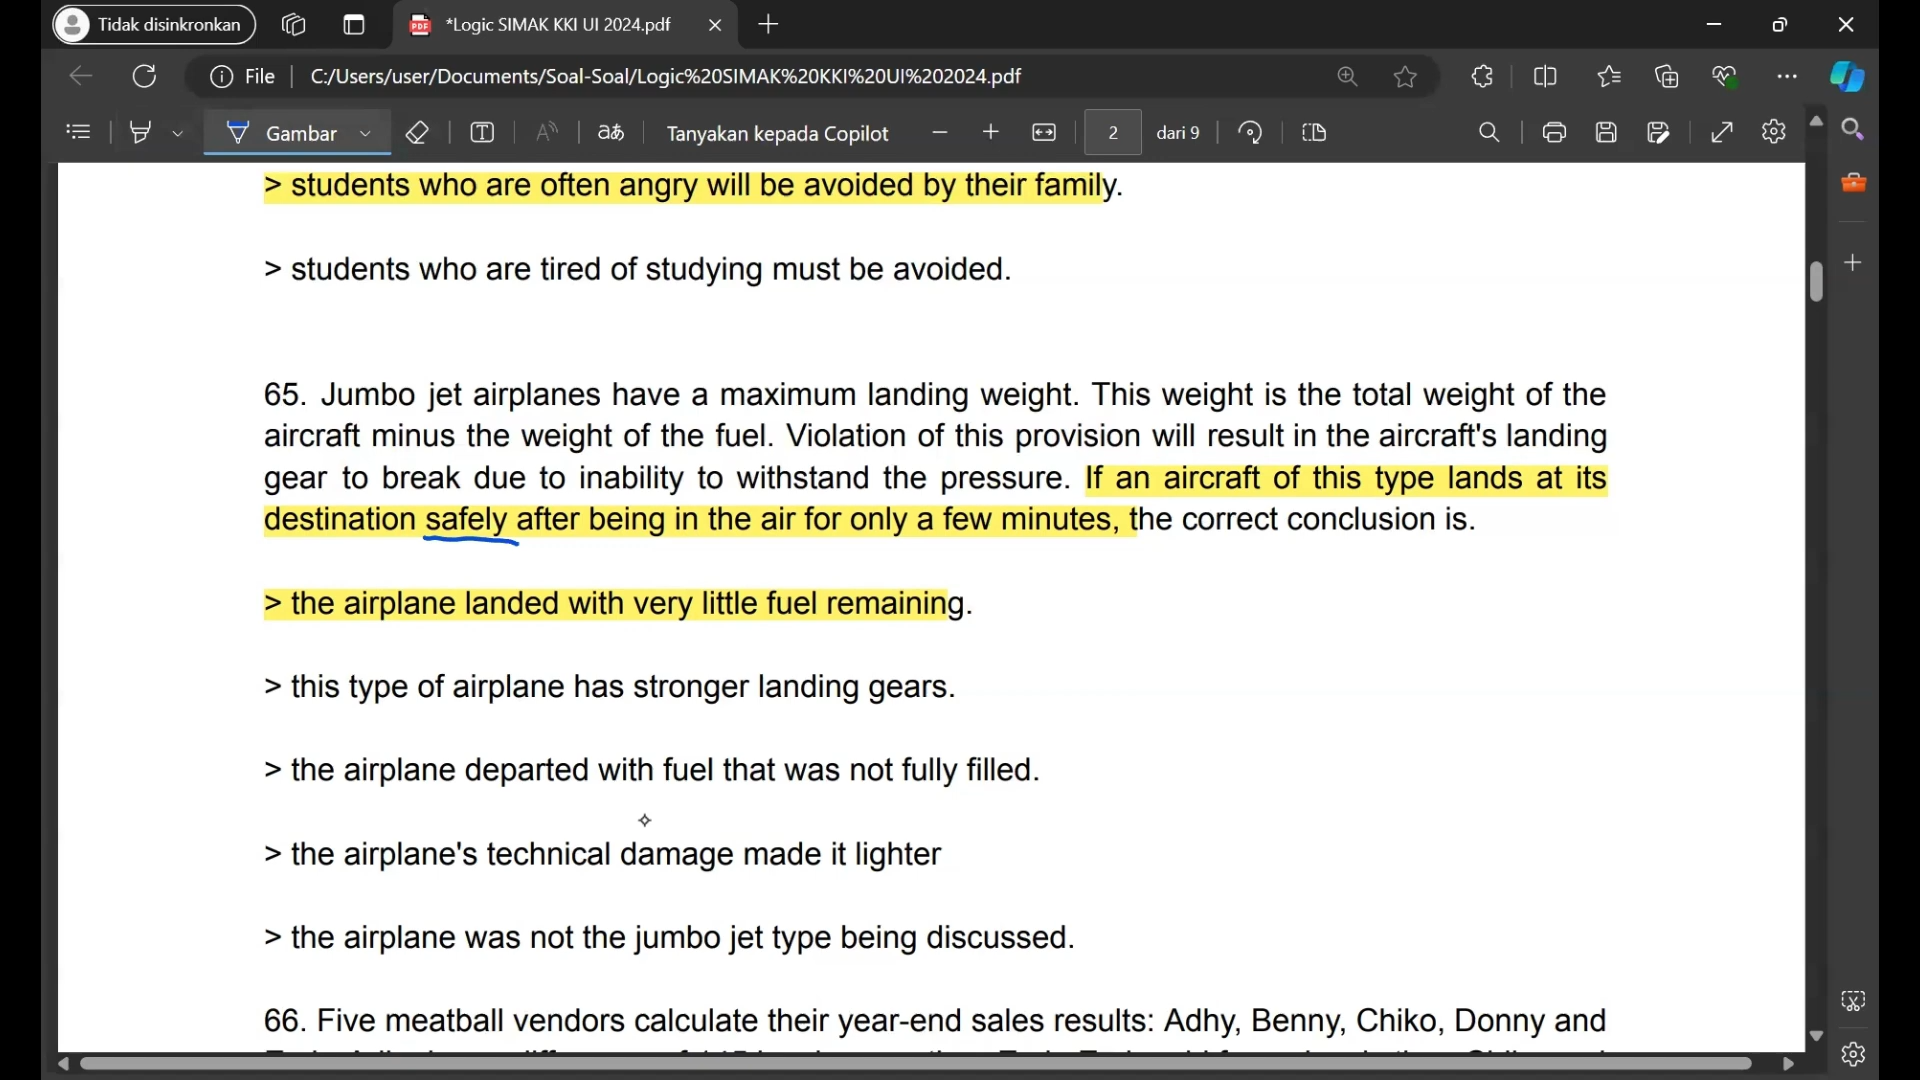 Tidak disinkronkan
*Logic SIMAK KKI UI 2024.pdf
File
C:/Users/user/Documents/Soal-Soal/Logic%20SIMAK%20KKI%20UI%202024.pdf
Gambar
aあ
Tanyakan kepada Copilot
2
dari 9
> students who are often angry will be avoided by their family.
> students who are tired of studying must be avoided.
65. Jumbo jet airplanes have a maximum landing weight. This weight is the total weight of the
aircraft minus the weight of the fuel. Violation of this provision will result in the aircraft's landing
gear to break due to inability to withstand the pressure. If an aircraft of this type lands at its
destination safely after being in the air for only a few minutes, the correct conclusion is.
> the airplane landed with very little fuel remaining.
> this type of airplane has stronger landing gears.
> the airplane departed with fuel that was not fully filled.
> the airplane's technical damage made it lighter
> the airplane was not the jumbo jet type being discussed.
66. Five meatball vendors calculate their year-end sales results: Adhy, Benny, Chiko, Donny and